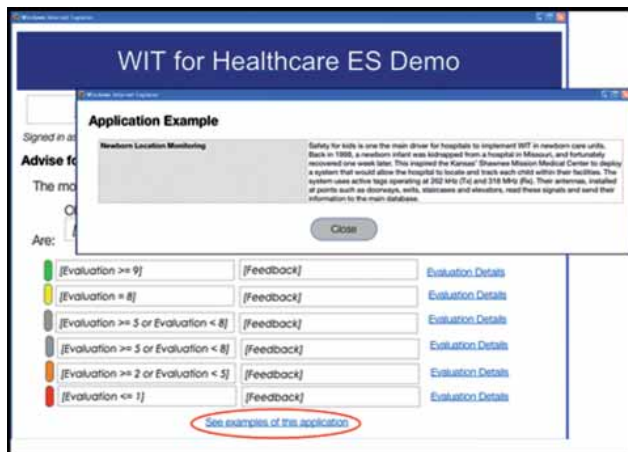 Windows Internet Explorer
WIT for Healthcare ES Demo
Windows Internet Explorer
Application Example
Newborn Location Monitoring
Safety for kids is one the main driver for hospitals to implement WIT in newborn care units.
Back in 1998, a newborn infant was kidnapped from a hospital in Missouri, and fortunately
recovered one week later. This inspired the Kansas' Shawnee Mission Medical Center to deploy
a system that would allow the hospital to locate and track each child within their facilities. The
system uses active tags operating at 262 kHz (Tx) and 318 MHz (Rx). Their antennas, installed
at points such as doorways, exits, staircases and elevators, read these signals and send their
information to the main database.
Close
Signed in as
Advise fo
The mo
Are:
[Evaluation >= 9] [Feedback] Evaluation Details
[Evaluation = 8] [Feedback] Evaluation Details
[Evaluation >= 5 or Evaluation < 8] [Feedback] Evaluation Details
[Evaluation >= 5 or Evaluation < 8] [Feedback] Evaluation Details
[Evaluation >= 2 or Evaluation < 5] [Feedback] Evaluation Details
[Evaluation <= 1] [Feedback] Evaluation Details
See examples of this application